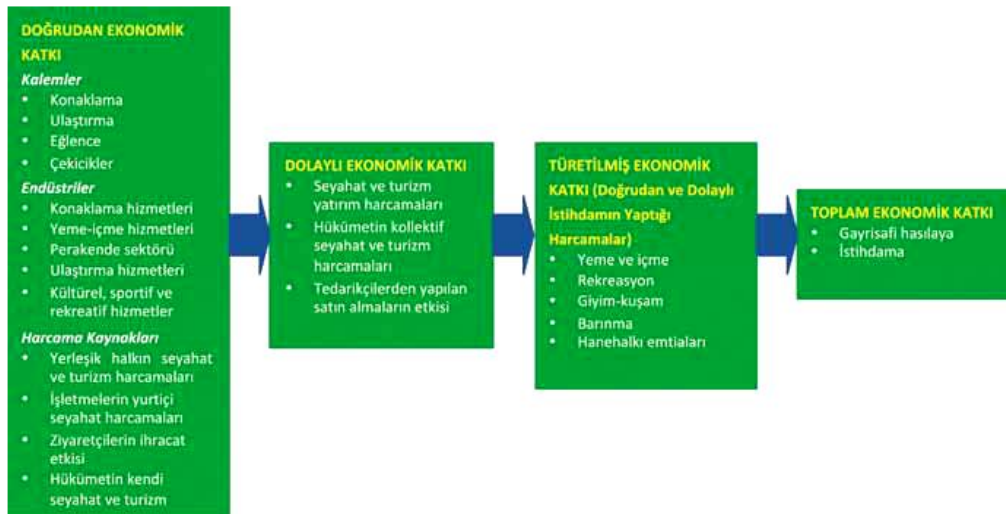 DOĞRUDAN EKONOMİK
KATKI
Kalemler
• Konaklama
• Ulaştırma
• Eğlence
• Çekicikler
Endüstriler
• Konaklama hizmetleri
• Yeme-içme hizmetleri
• Perakende sektörü
• Ulaştırma hizmetleri
• Kültürel, sportif ve
rekreatif hizmetler
Harcama Kaynakları
• Yerleşik halkın seyahat
ve turizm harcamaları
• İşletmelerin yurtiçi
seyahat harcamaları
• Ziyaretçilerin ihracat
etkisi
• Hükümetin kendi
seyahat ve turizm
DOLAYLI EKONOMİK KATKI
• Seyahat ve turizm
yatırım harcamaları
• Hükümetin kollektif
seyahat ve turizm
harcamaları
• Tedarikçilerden yapılan
satın almaların etkisi
TÜRETİLMİŞ EKONOMİK
KATKI (Doğrudan ve Dolaylı
İstihdamın Yaptığı
Harcamalar)
• Yeme ve içme
• Rekreasyon
• Giyim-kuşam
• Barınma
• Hanehalkı emtiaları
TOPLAM EKONOMİK KATKI
• Gayrisafi hasılaya
• İstihdama